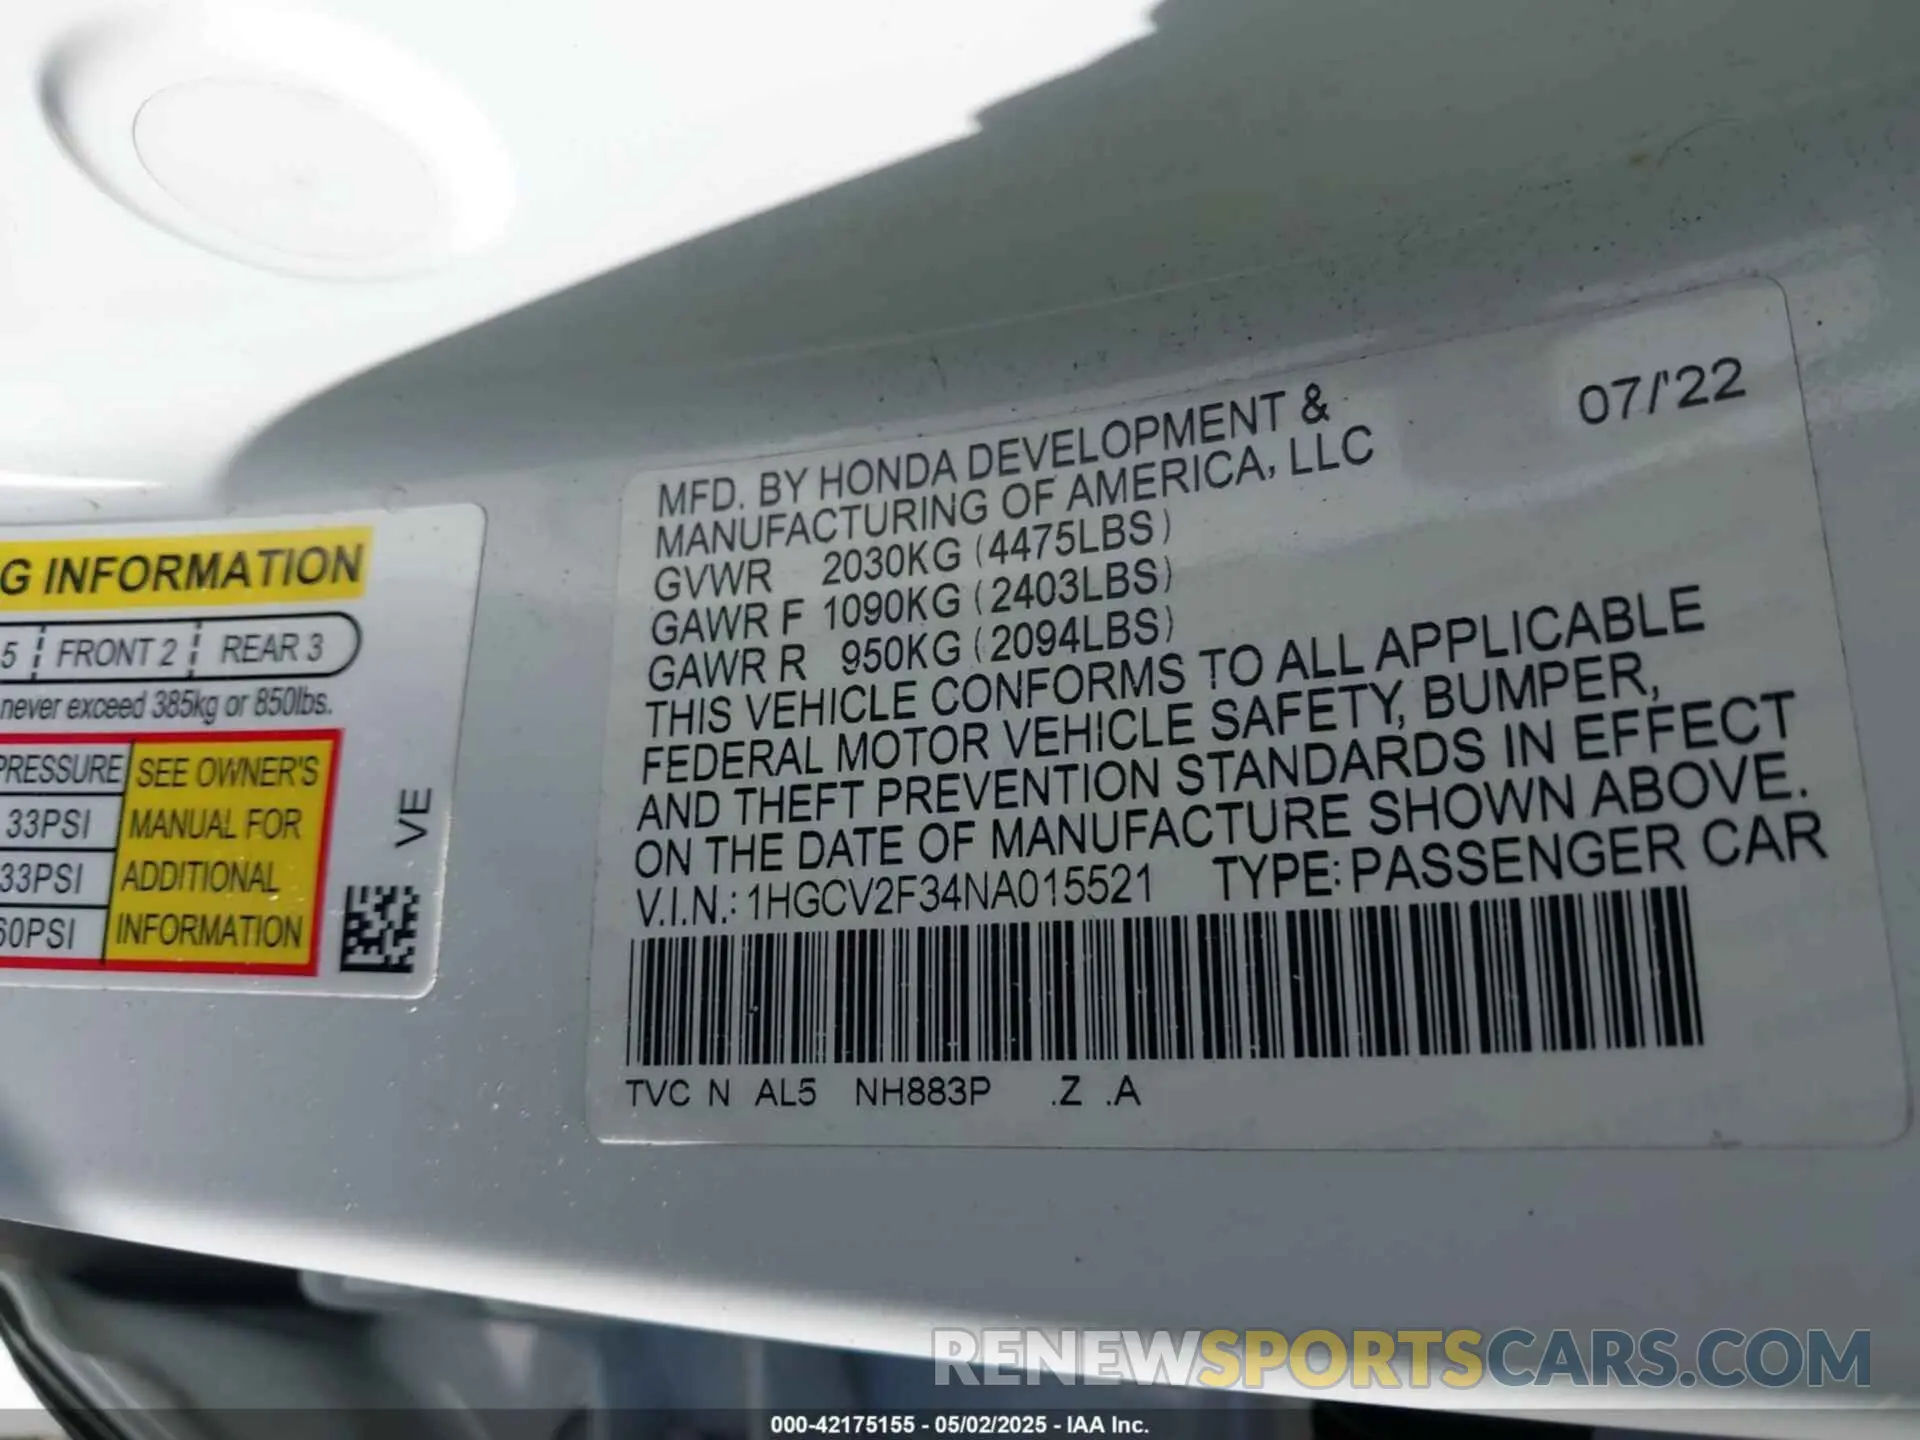 G INFORMATION
5 FRONT 2 REAR 3
never exceed 385kg or 850lbs.
PRESSURE
33PSI
33PSI
60PSI
SEE OWNER'S
MANUAL FOR
ADDITIONAL
INFORMATION
VE
07/'22
MFD. BY HONDA DEVELOPMENT &
MANUFACTURING OF AMERICA, LLC
GVWR 2030KG (4475LBS)
GAWR F 1090KG (2403LBS)
GAWR R 950KG (2094LBS)
THIS VEHICLE CONFORMS TO ALL APPLICABLE
FEDERAL MOTOR VEHICLE SAFETY, BUMPER,
AND THEFT PREVENTION STANDARDS IN EFFECT
ON THE DATE OF MANUFACTURE SHOWN ABOVE.
V.I.N.: 1HGCV2F34NA015521 TYPE: PASSENGER CAR
TVC N AL5 NH883P .Z .A
RENEWSPORTSCARS.COM
000-42175155 - 05/02/2025 - IAA Inc.